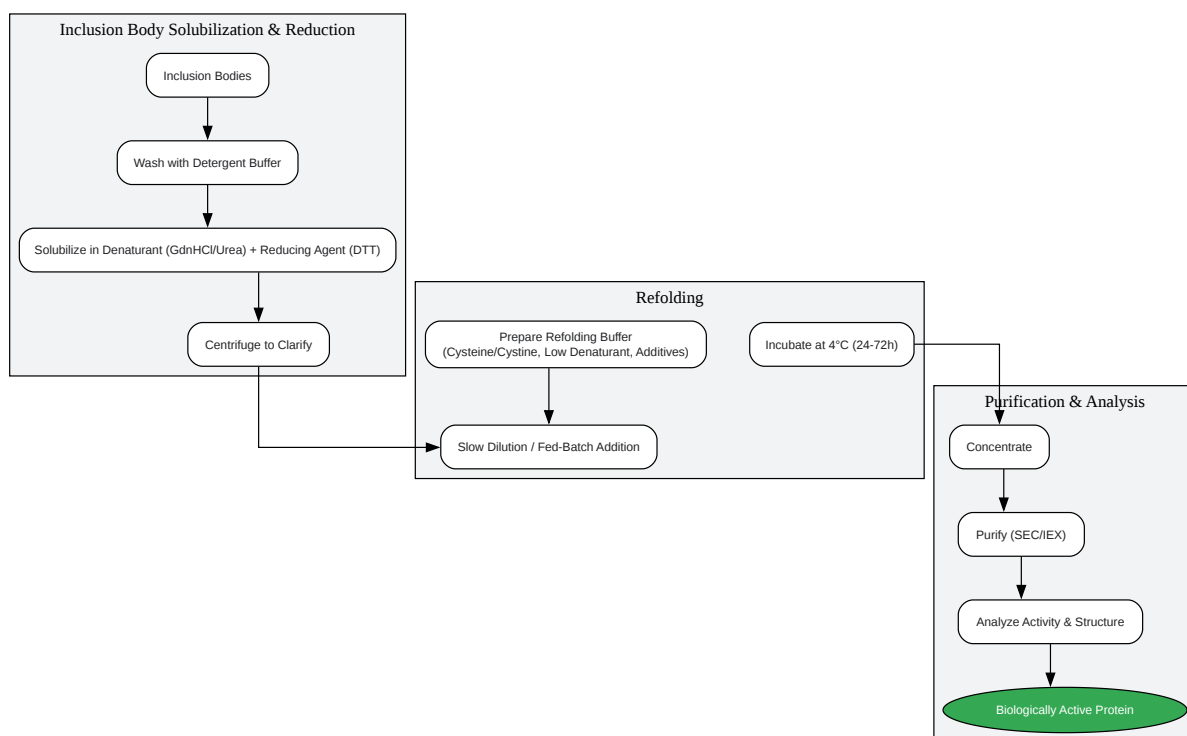 Inclusion Body Solubilization & Reduction
Inclusion Bodies
Wash with Detergent Buffer
Solubilize in Denaturant (GdnHCl/Urea) + Reducing Agent (DTT)
Centrifuge to Clarify
Refolding
Prepare Refolding Buffer
(Cysteine/Cystine, Low Denaturant, Additives)
Incubate at 4°C (24-72h)
Slow Dilution / Fed-Batch Addition
Purification & Analysis
Concentrate
Purify (SEC/IEX)
Analyze Activity & Structure
Biologically Active Protein